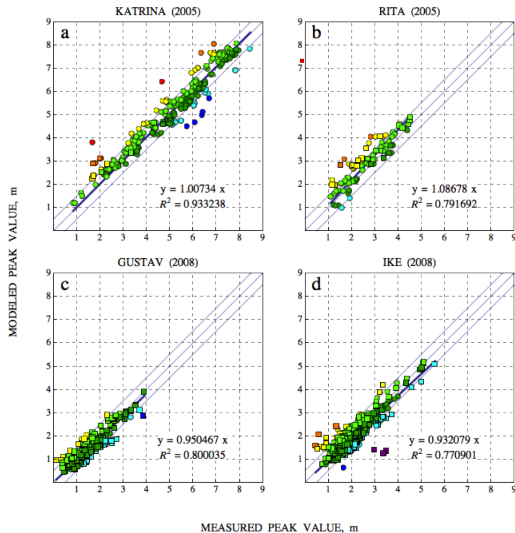 KATRINA (2005)
a
9
8
7
6
5
4
3
2
1
y = 1.00734 x
R² = 0.933238
1 2 3 4 5 6 7 8 9
RITA (2005)
b
9
8
7
6
5
4
3
2
1
y = 1.08678 x
R² = 0.791692
1 2 3 4 5 6 7 8 9
GUSTAV (2008)
c
9
8
7
6
5
4
3
2
1
y = 0.950467 x
R² = 0.800035
1 2 3 4 5 6 7 8 9
IKE (2008)
d
9
8
7
6
5
4
3
2
1
y = 0.932079 x
R² = 0.770901
1 2 3 4 5 6 7 8 9
MODELED PEAK VALUE, m
MEASURED PEAK VALUE, m